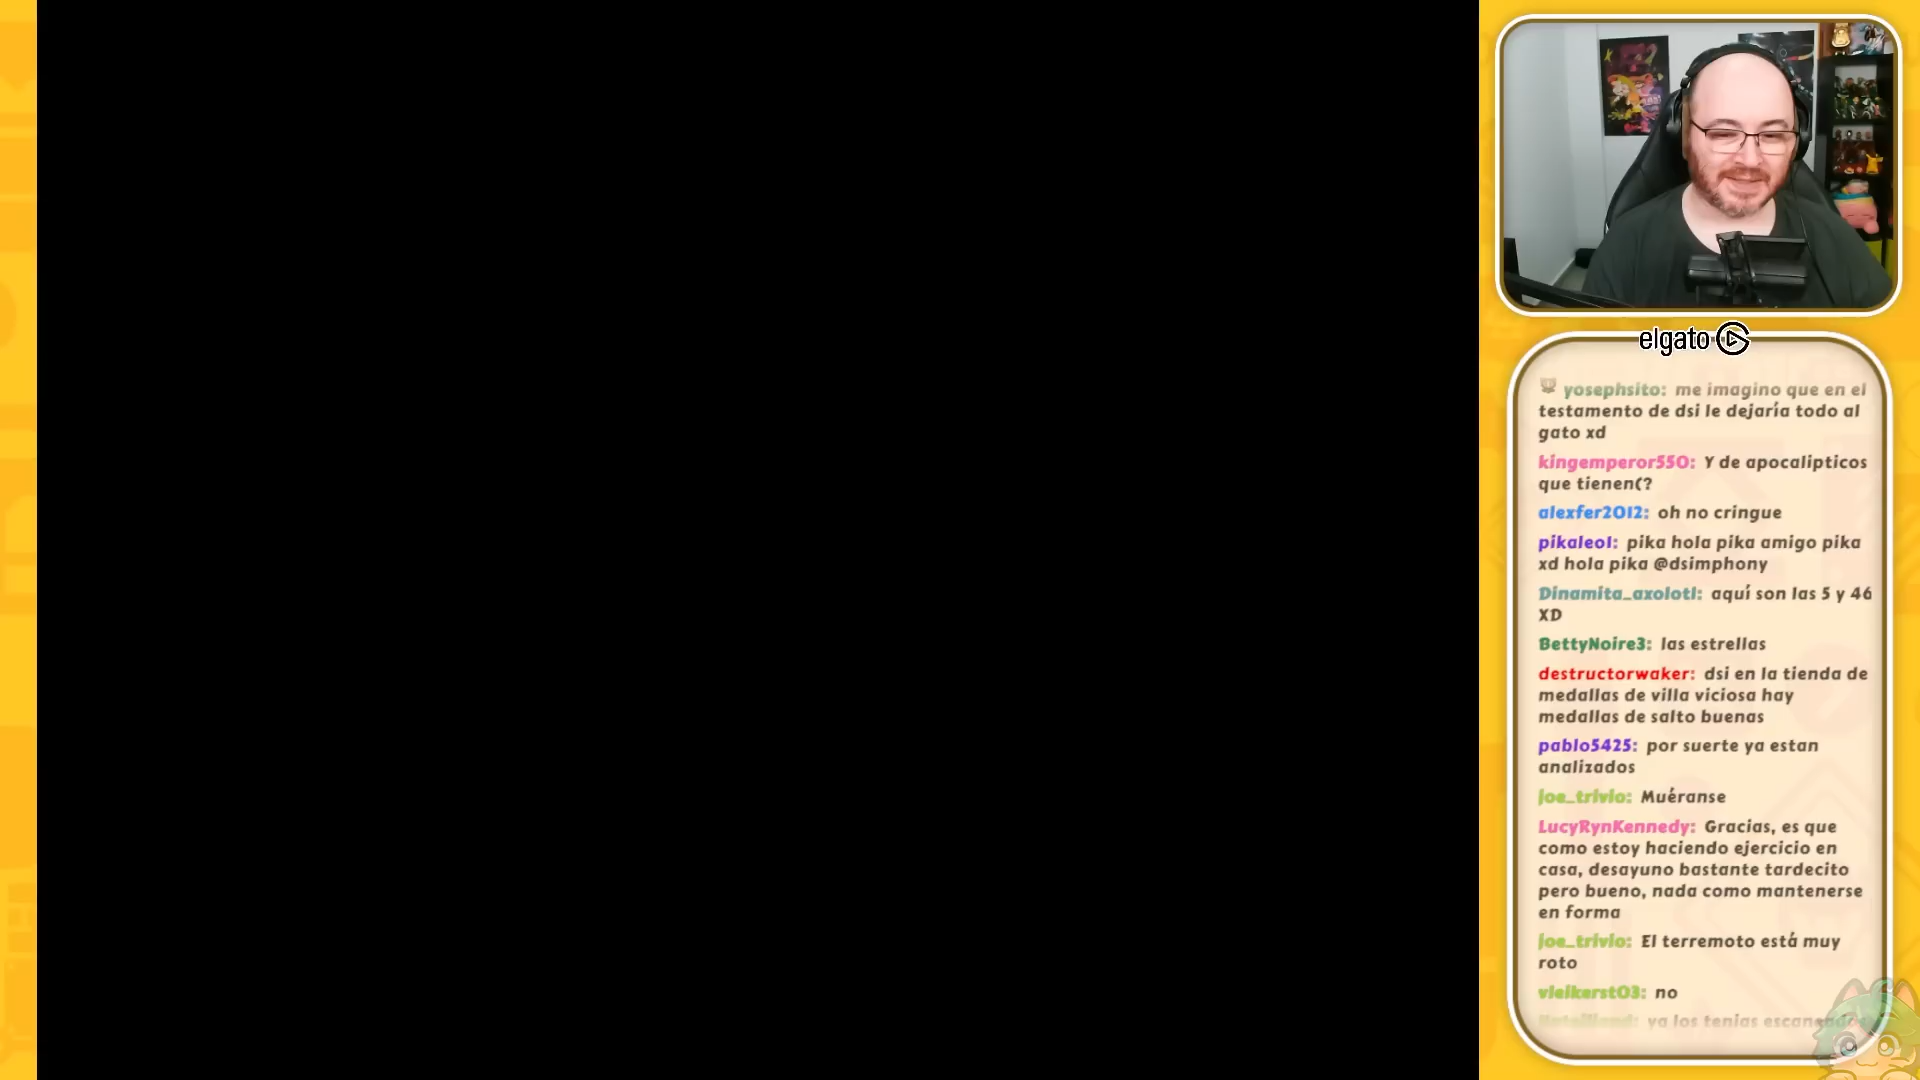 elgato
yosephsito: me imagino que en el
testamento de dsi le dejaría todo al
gato xd
kingemperor550: Y de apocalipticos
que tienen(?
alexfer2012: oh no cringue
pikaleo1: pika hola pika amigo pika
xd hola pika @dsimphony
Dinamita_axolotl: aquí son las 5 y 46
XD
BettyNoire3: las estrellas
destructorwaker: dsi en la tienda de
medallas de villa viciosa hay
medallas de salto buenas
pablo5425: por suerte ya estan
analizados
joe_trivio: Muéranse
LucyRynKennedy: Gracias, es que
como estoy haciendo ejercicio en
casa, desayuno bastante tardecito
pero bueno, nada como mantenerse
en forma
joe_trivio: El terremoto está muy
roto
vleikerst03: no
ya los tenias